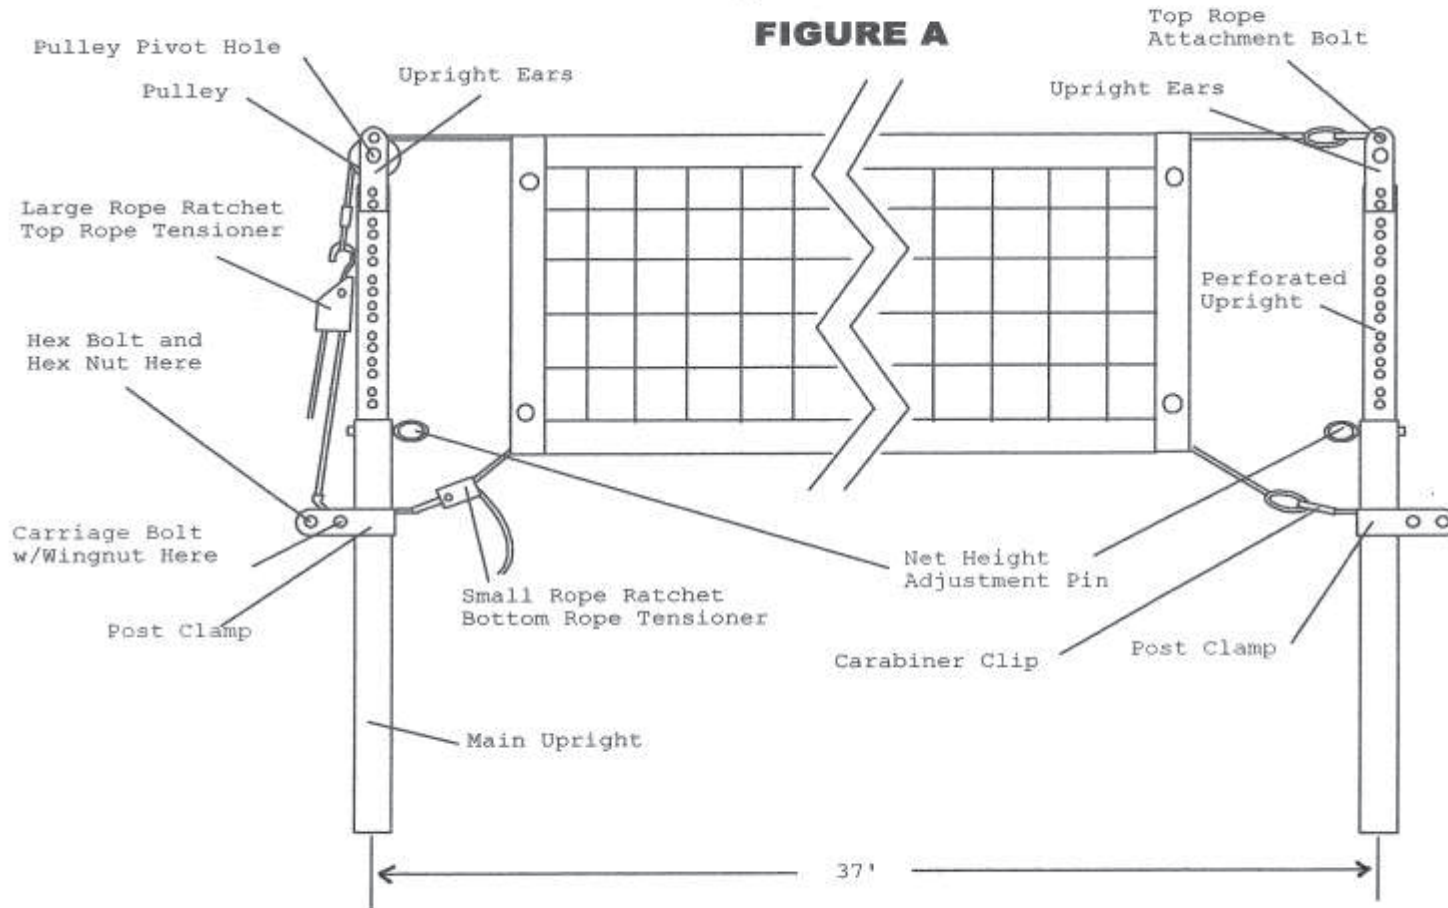 FIGURE A
Top Rope
Attachment Bolt
Pulley Pivot Hole
Upright Ears
Upright Ears
Pulley
Large Rope Ratchet
Top Rope Tensioner
Perforated
Upright
Hex Bolt and
Hex Nut Here
Carriage Bolt
w/Wingnut Here
Net Height
Adjustment Pin
Small Rope Ratchet
Bottom Rope Tensioner
Post Clamp
Carabiner Clip
Post Clamp
Main Upright
37'